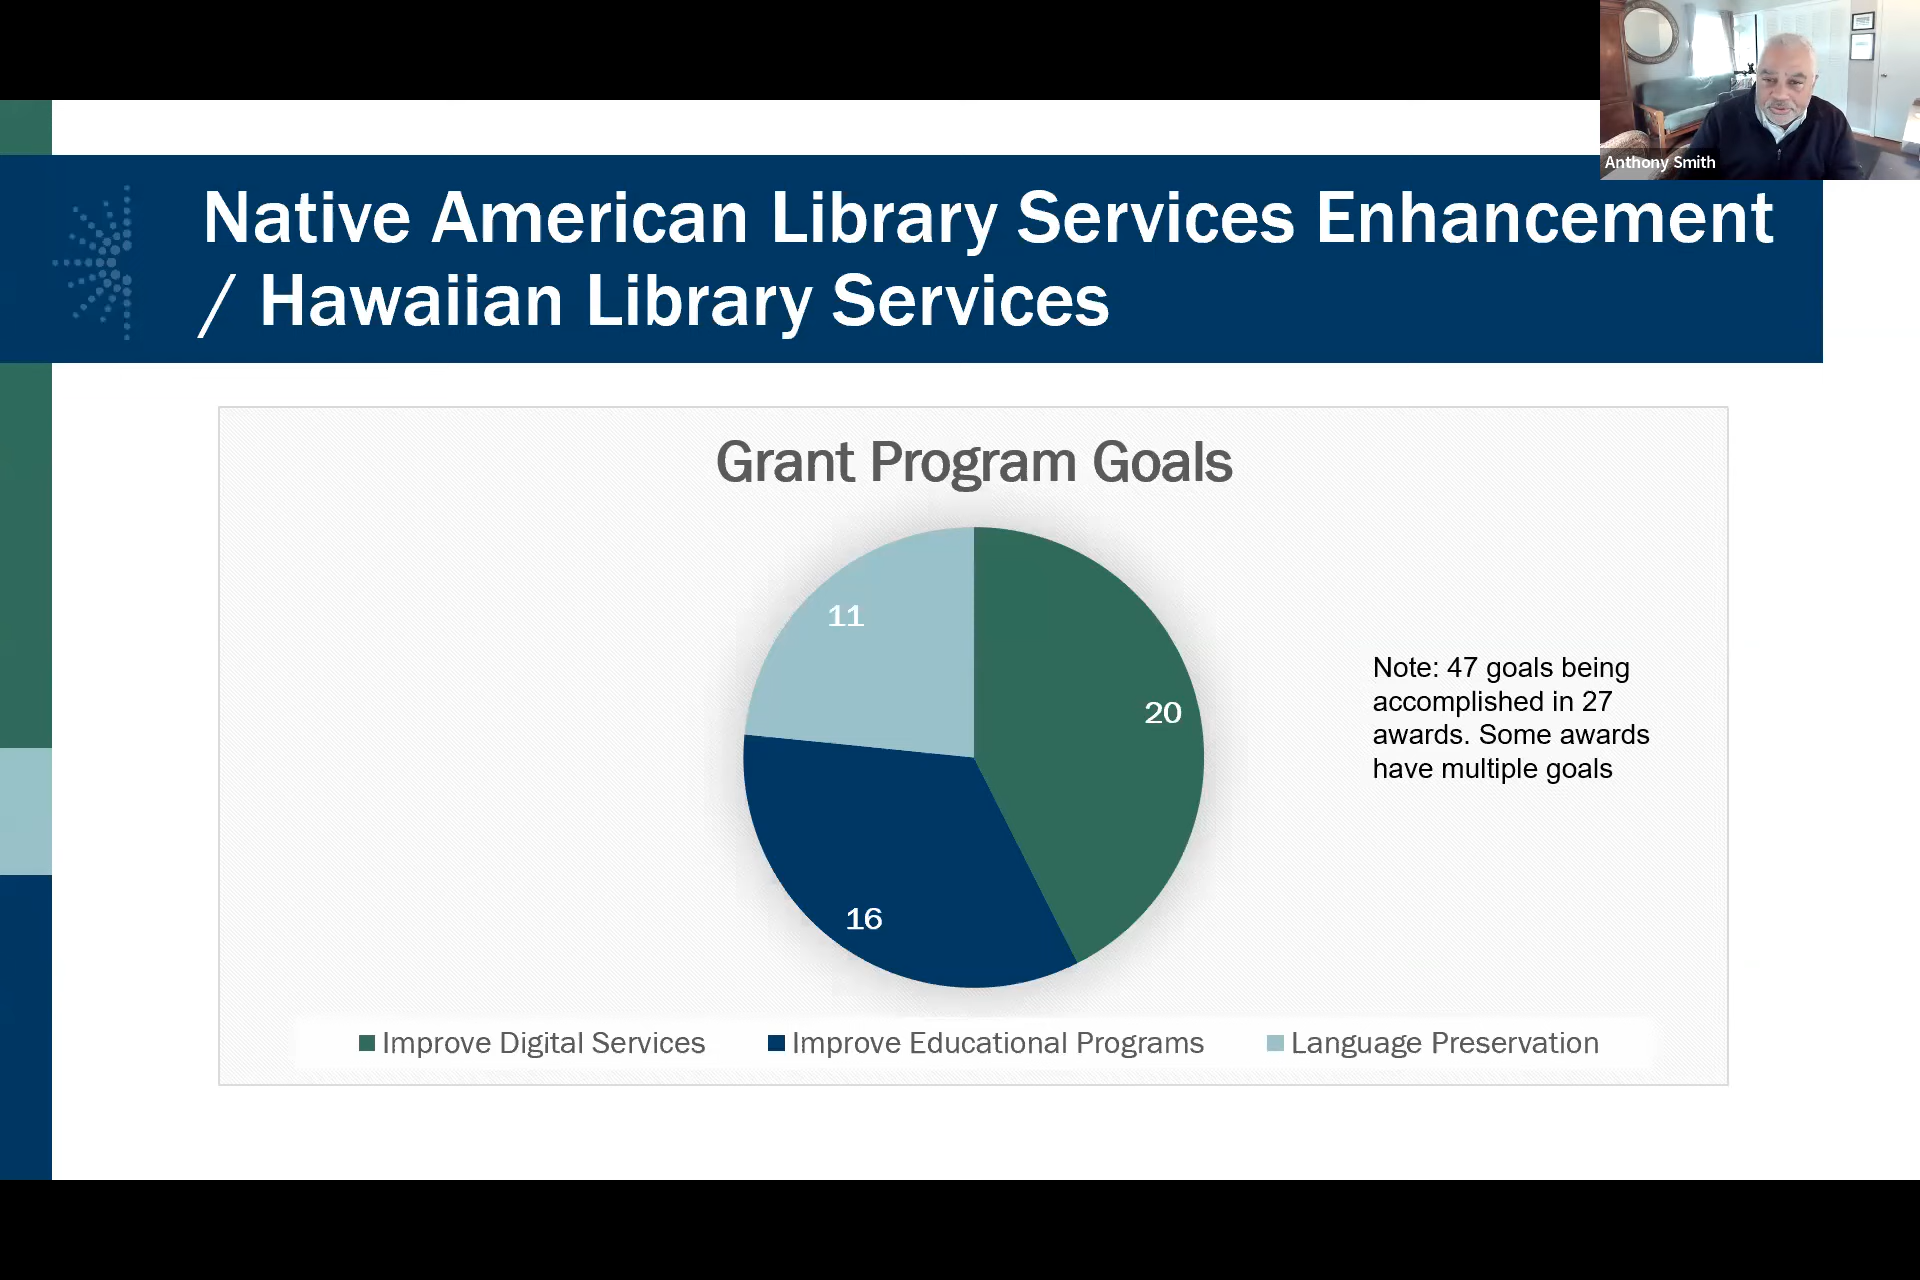 Anthony Smith
Native American Library Services Enhancement
/ Hawaiian Library Services
Grant Program Goals
11
20
16
Note: 47 goals being
accomplished in 27
awards. Some awards
have multiple goals
Improve Digital Services
Improve Educational Programs
Language Preservation